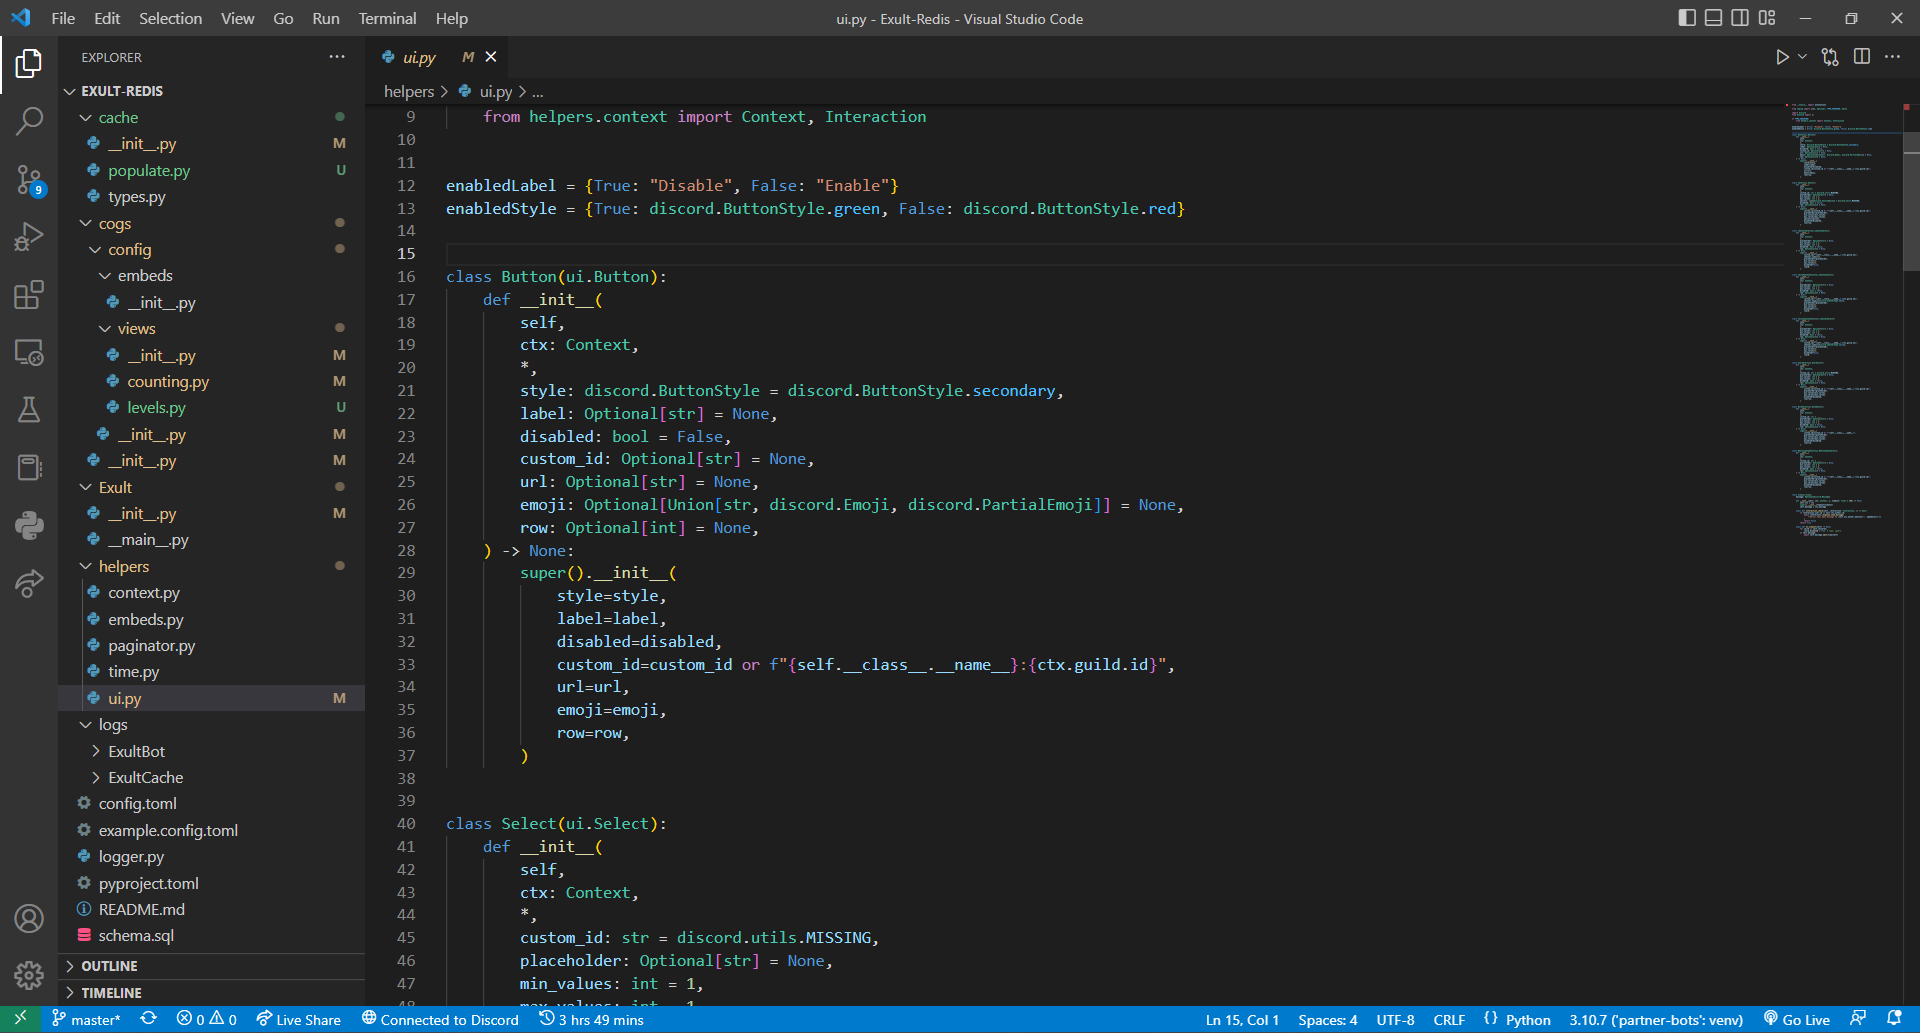 File Edit Selection View Go Run Terminal Help
ui.py - Exult-Redis - Visual Studio Code
EXPLORER
EXULT-REDIS
cache
__init__.py M
populate.py U
types.py
cogs
config
embeds
__init__.py
views
__init__.py M
counting.py M
levels.py U
__init__.py M
__init__.py M
Exult
__init__.py M
__main__.py
helpers
context.py
embeds.py
paginator.py
time.py
ui.py M
logs
ExultBot
ExultCache
config.toml
example.config.toml
logger.py
pyproject.toml
README.md
schema.sql
OUTLINE
TIMELINE
9
ui.py M
helpers > ui.py > ...
9     from helpers.context import Context, Interaction
10
11
12 enabledLabel = {True: "Disable", False: "Enable"}
13 enabledStyle = {True: discord.ButtonStyle.green, False: discord.ButtonStyle.red}
14
15
16 class Button(ui.Button):
17     def __init__(
18         self,
19         ctx: Context,
20         *,
21         style: discord.ButtonStyle = discord.ButtonStyle.secondary,
22         label: Optional[str] = None,
23         disabled: bool = False,
24         custom_id: Optional[str] = None,
25         url: Optional[str] = None,
26         emoji: Optional[Union[str, discord.Emoji, discord.PartialEmoji]] = None,
27         row: Optional[int] = None,
28     ) -> None:
29         super().__init__(
30             style=style,
31             label=label,
32             disabled=disabled,
33             custom_id=custom_id or f"{self.__class__.__name__}:{ctx.guild.id}",
34             url=url,
35             emoji=emoji,
36             row=row,
37         )
38
39
40 class Select(ui.Select):
41     def __init__(
42         self,
43         ctx: Context,
44         *,
45         custom_id: str = discord.utils.MISSING,
46         placeholder: Optional[str] = None,
47         min_values: int = 1,
48         max_values: int = 1
master* 0 0 Live Share Connected to Discord 3 hrs 49 mins
Ln 15, Col 1 Spaces: 4 UTF-8 CRLF {} Python 3.10.7 ('partner-bots': venv) Go Live